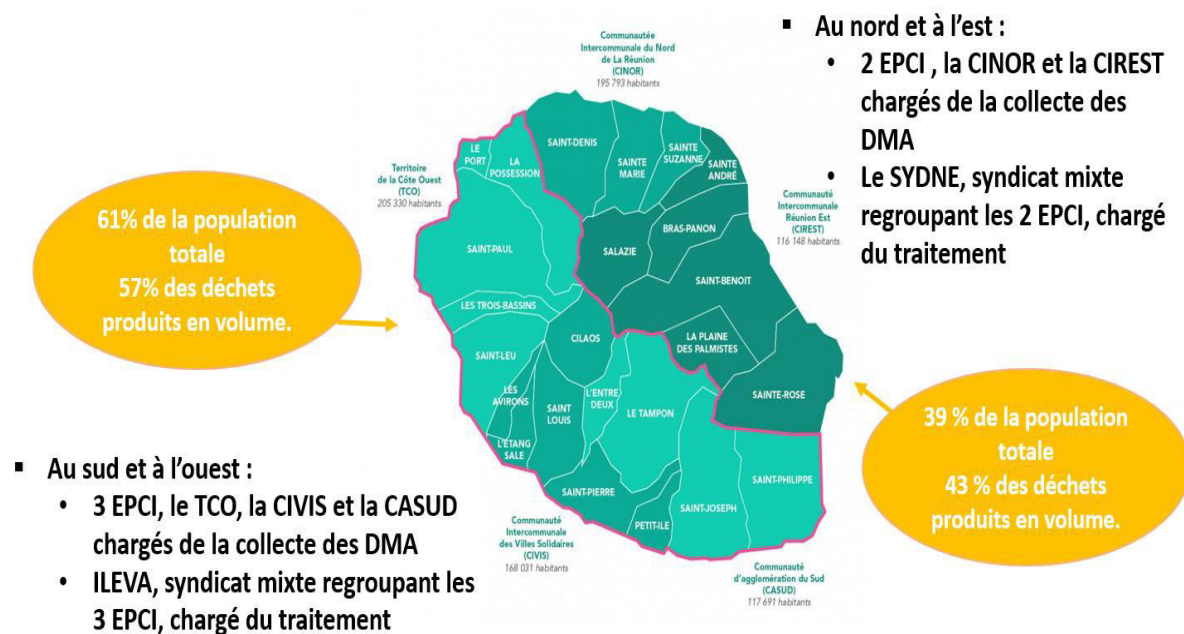 ▪ Au nord et à l’est :
• 2 EPCI , la CINOR et la CIREST
chargés de la collecte des
DMA
• Le SYDNE, syndicat mixte
regroupant les 2 EPCI, chargé
du traitement
Communautée
Intercommunale du Nord
de La Réunion
(CINOR)
195 793 habitants
Territoire
de la Côte Ouest
(TCO)
205 330 habitants
Communauté
Intercommunale
Réunion Est
(CIREST)
116 148 habitants
61% de la population
totale
57% des déchets
produits en volume.
LE
PORT
LA
POSSESSION
SAINT-DENIS
SAINTE
MARIE
SAINTE
SUZANNE
SAINTE
ANDRÉ
SAINT-PAUL
SALAZIE
BRAS-PANON
SAINT-BENOIT
LES TROIS-BASSINS
CILAOS
LA PLAINE
DES PALMISTES
SAINT-LEU
LES
AVIRONS
SAINT
LOUIS
L'ENTRE
DEUX
LE TAMPON
SAINTE-ROSE
L'ETANG
SALE
SAINT-PIERRE
PETIT-ILE
SAINT-JOSEPH
SAINT-PHILIPPE
39 % de la population
totale
43 % des déchets
produits en volume.
▪ Au sud et à l’ouest :
• 3 EPCI, le TCO, la CIVIS et la CASUD
chargés de la collecte des DMA
• ILEVA, syndicat mixte regroupant les
3 EPCI, chargé du traitement
Communauté
Intercommunale
des Villes Solidaires
(CIVIS)
168 031 habitants
Communauté
d'agglomération du Sud
(CASUD)
117 691 habitants